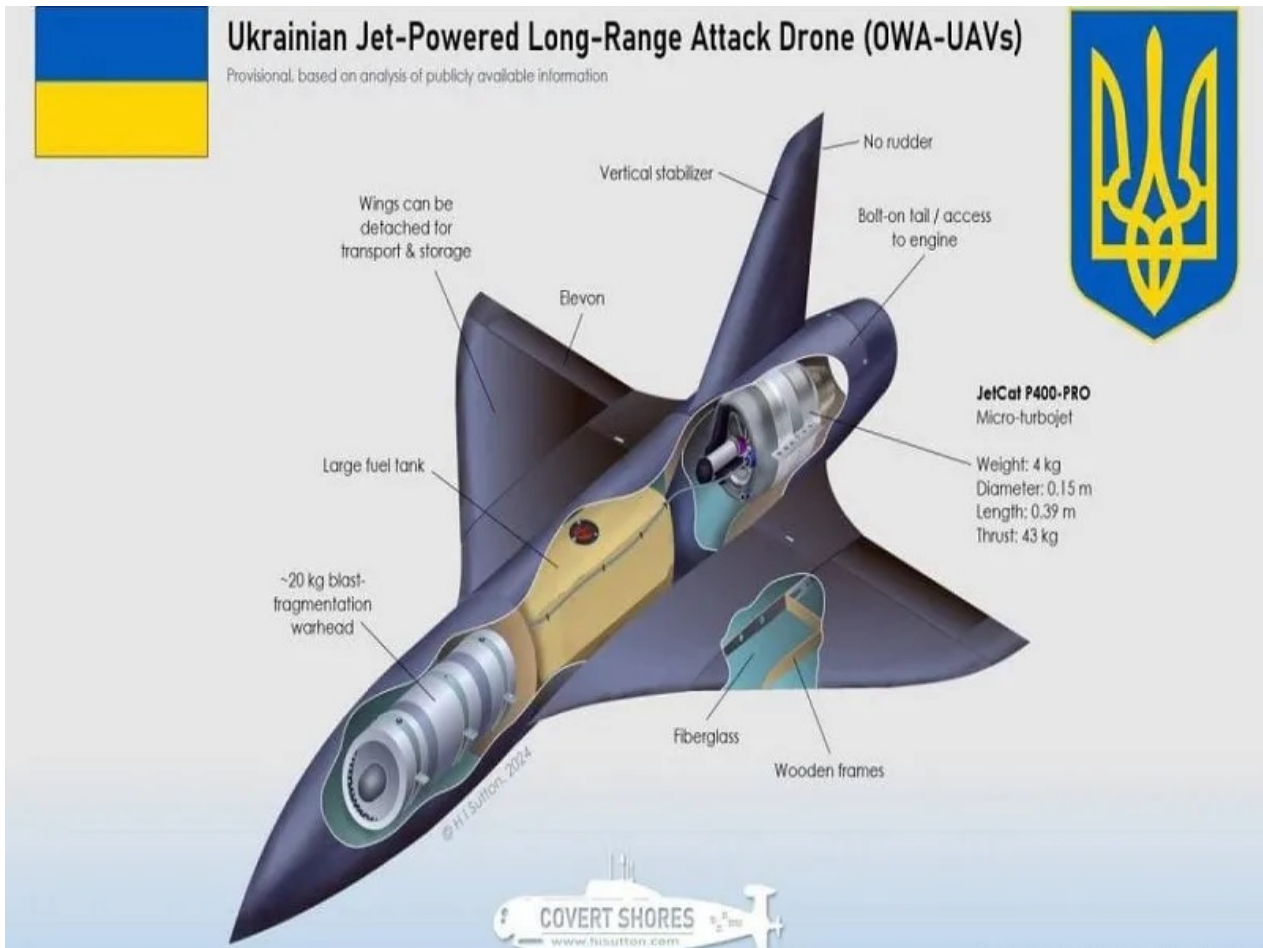 Ukrainian Jet-Powered Long-Range Attack Drone (OWA-UAVs)
Provisional, based on analysis of publicly available information
No rudder
Vertical stabilizer
Wings can be
detached for
transport & storage
Bolt-on tail / access
to engine
Elevon
JetCat P400-PRO
Micro-turbojet
Weight: 4 kg
Diameter: 0.15 m
Length: 0.39 m
Thrust: 43 kg
Large fuel tank
~20 kg blast-
fragmentation
warhead
Fiberglass
Wooden frames
© H I Sutton, 2024
COVERT SHORES
www.hisutton.com